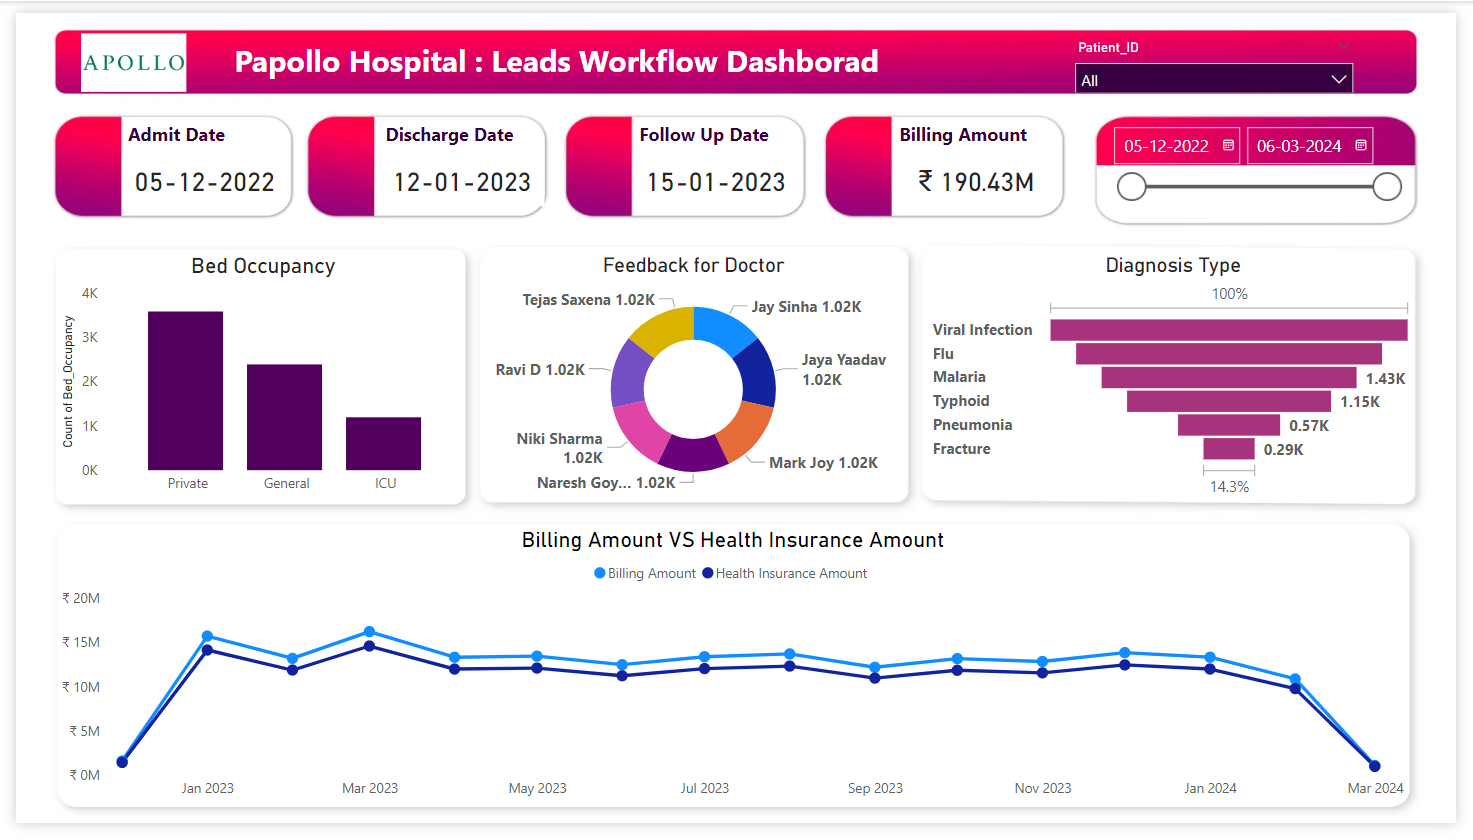 APOLLO
Papollo Hospital : Leads Workflow Dashborad
Patient_ID
All
Admit Date
05-12-2022
Discharge Date
12-01-2023
Follow Up Date
15-01-2023
Billing Amount
₹ 190.43M
05-12-2022
06-03-2024
Bed Occupancy
Count of Bed_Occupancy
4K
3K
2K
1K
0K
Private
General
ICU
Feedback for Doctor
Tejas Saxena 1.02K
Jay Sinha 1.02K
Ravi D 1.02K
Jaya Yaadav
1.02K
Niki Sharma
1.02K
Mark Joy 1.02K
Naresh Goy... 1.02K
Diagnosis Type
100%
Viral Infection
Flu
Malaria
1.43K
Typhoid
1.15K
Pneumonia
0.57K
Fracture
0.29K
14.3%
Billing Amount VS Health Insurance Amount
Billing Amount
Health Insurance Amount
₹ 20M
₹ 15M
₹ 10M
₹ 5M
₹ 0M
Jan 2023
Mar 2023
May 2023
Jul 2023
Sep 2023
Nov 2023
Jan 2024
Mar 2024